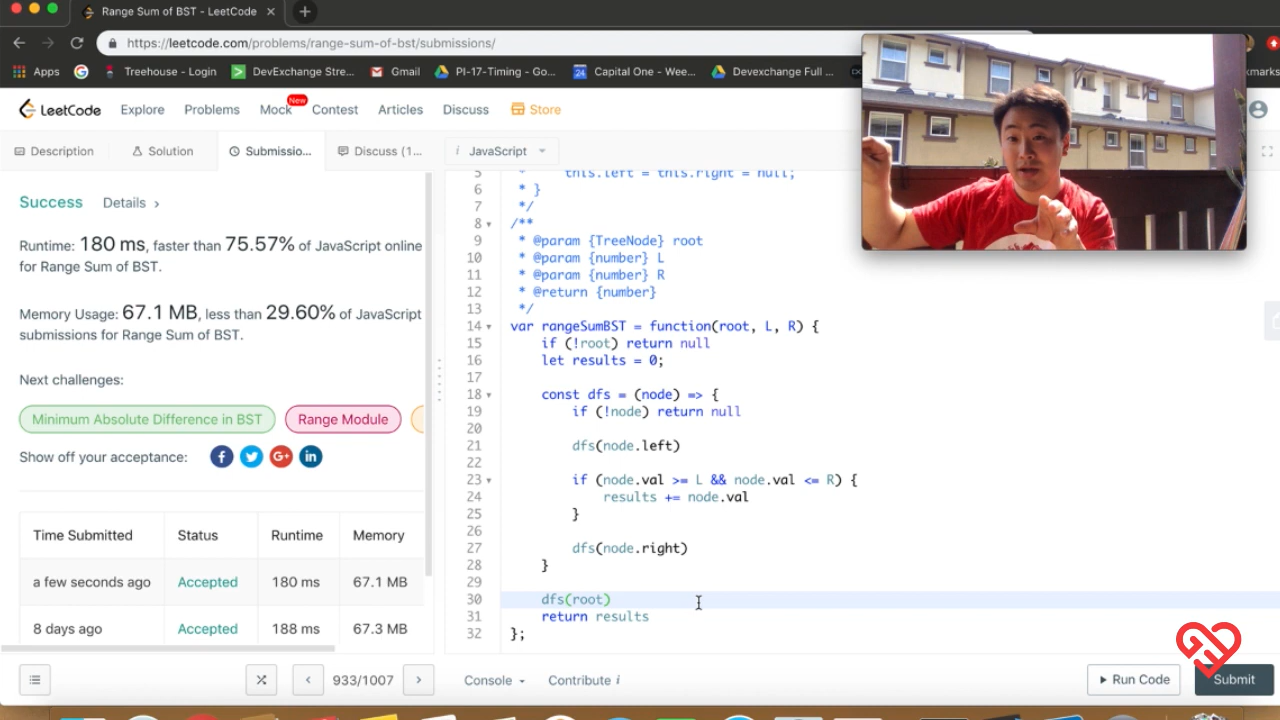 Range Sum of BST - LeetCode
https://leetcode.com/problems/range-sum-of-bst/submissions/
Apps
Treehouse - Login
DevExchange Stre...
Gmail
PI-17-Timing - Go...
24
Capital One - Wee...
Devexchange Full ...
LeetCode
Explore
Problems
Mock
New
Contest
Articles
Discuss
Store
Description
Solution
Submissio...
Discuss (1...
i JavaScript
Success
Details >
Runtime: 180 ms, faster than 75.57% of JavaScript online
for Range Sum of BST.
Memory Usage: 67.1 MB, less than 29.60% of JavaScript
submissions for Range Sum of BST.
Next challenges:
Minimum Absolute Difference in BST
Range Module
Show off your acceptance:
Time Submitted Status Runtime Memory
a few seconds ago Accepted 180 ms 67.1 MB
8 days ago Accepted 188 ms 67.3 MB
5 * this.left = this.right = null;
6 * }
7 */
8 /**
9 * @param {TreeNode} root
10 * @param {number} L
11 * @param {number} R
12 * @return {number}
13 */
14 var rangeSumBST = function(root, L, R) {
15 if (!root) return null
16 let results = 0;
17
18 const dfs = (node) => {
19 if (!node) return null
20
21 dfs(node.left)
22
23 if (node.val >= L && node.val <= R) {
24 results += node.val
25 }
26
27 dfs(node.right)
28 }
29
30 dfs(root)
31 return results
32 };
933/1007
Console
Contribute i
Run Code
Submit